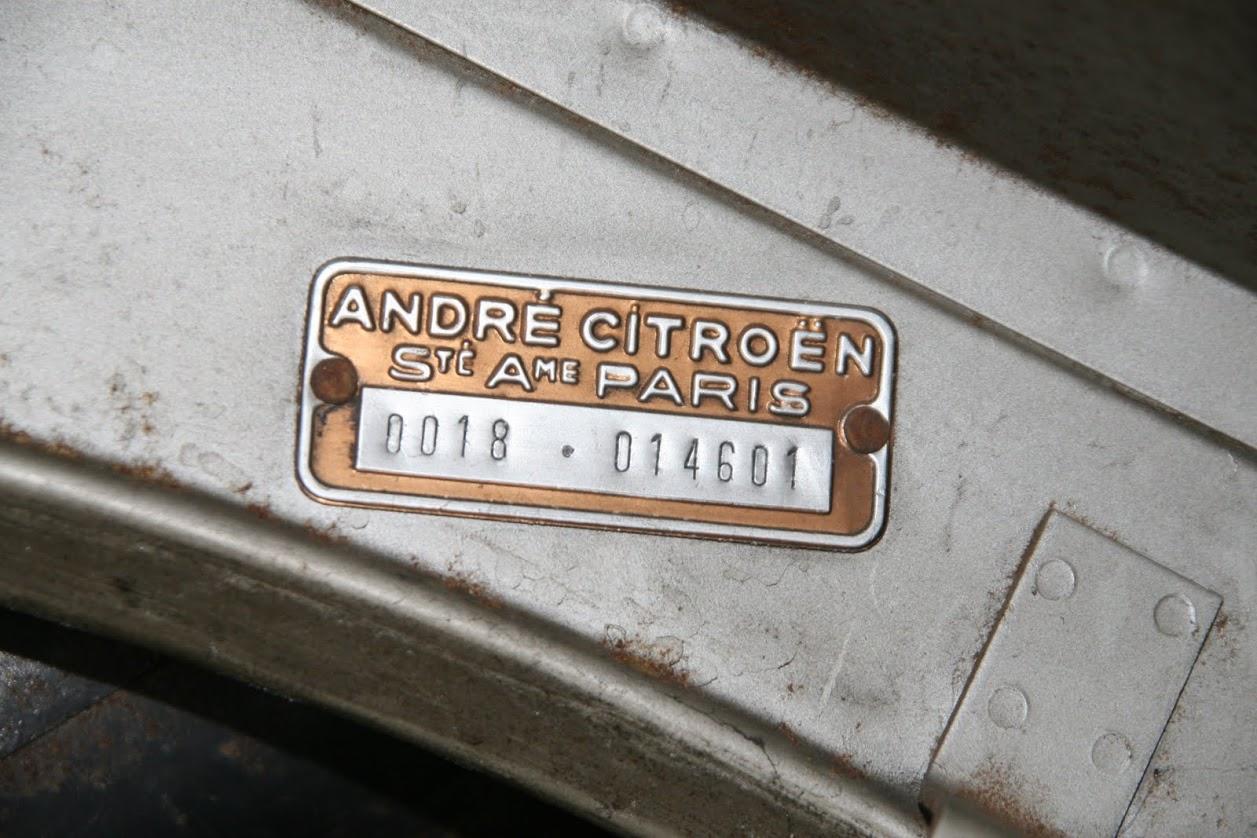 ANDRÉ CiTROËN
STÉ AME PARIS
0018 · 014601